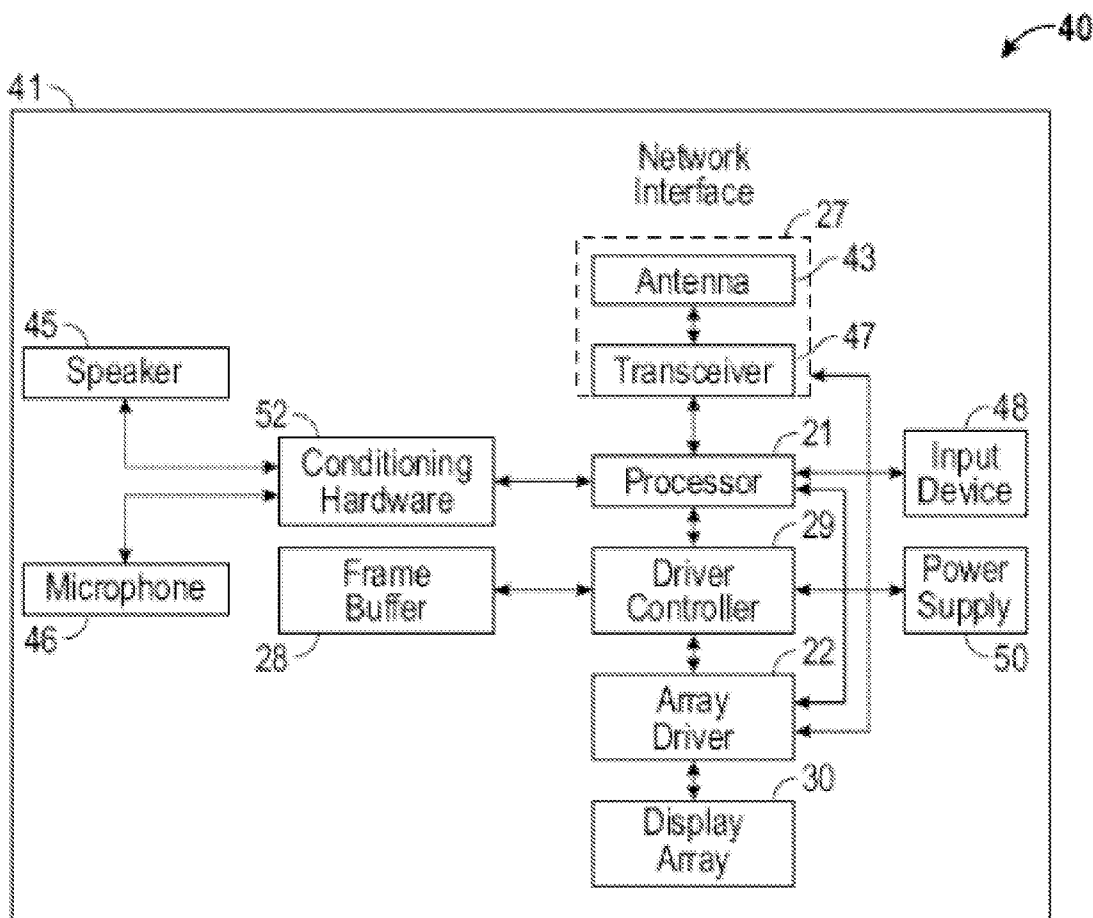 40
41
Network
Interface
27
Antenna
43
45
Speaker
Transceiver
47
52
Conditioning
Hardware
21
Processor
48
Input
Device
Microphone
46
Frame
Buffer
28
29
Driver
Controller
Power
Supply
50
22
Array
Driver
30
Display
Array